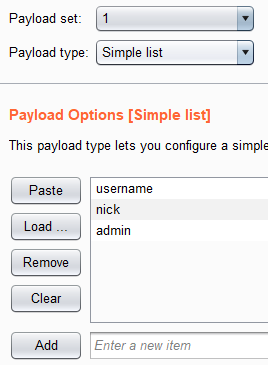 Payload set: 1
Payload type: Simple list
Payload Options [Simple list]
This payload type lets you configure a simple
Paste
username
nick
Load ...
admin
Remove
Clear
Add
Enter a new item